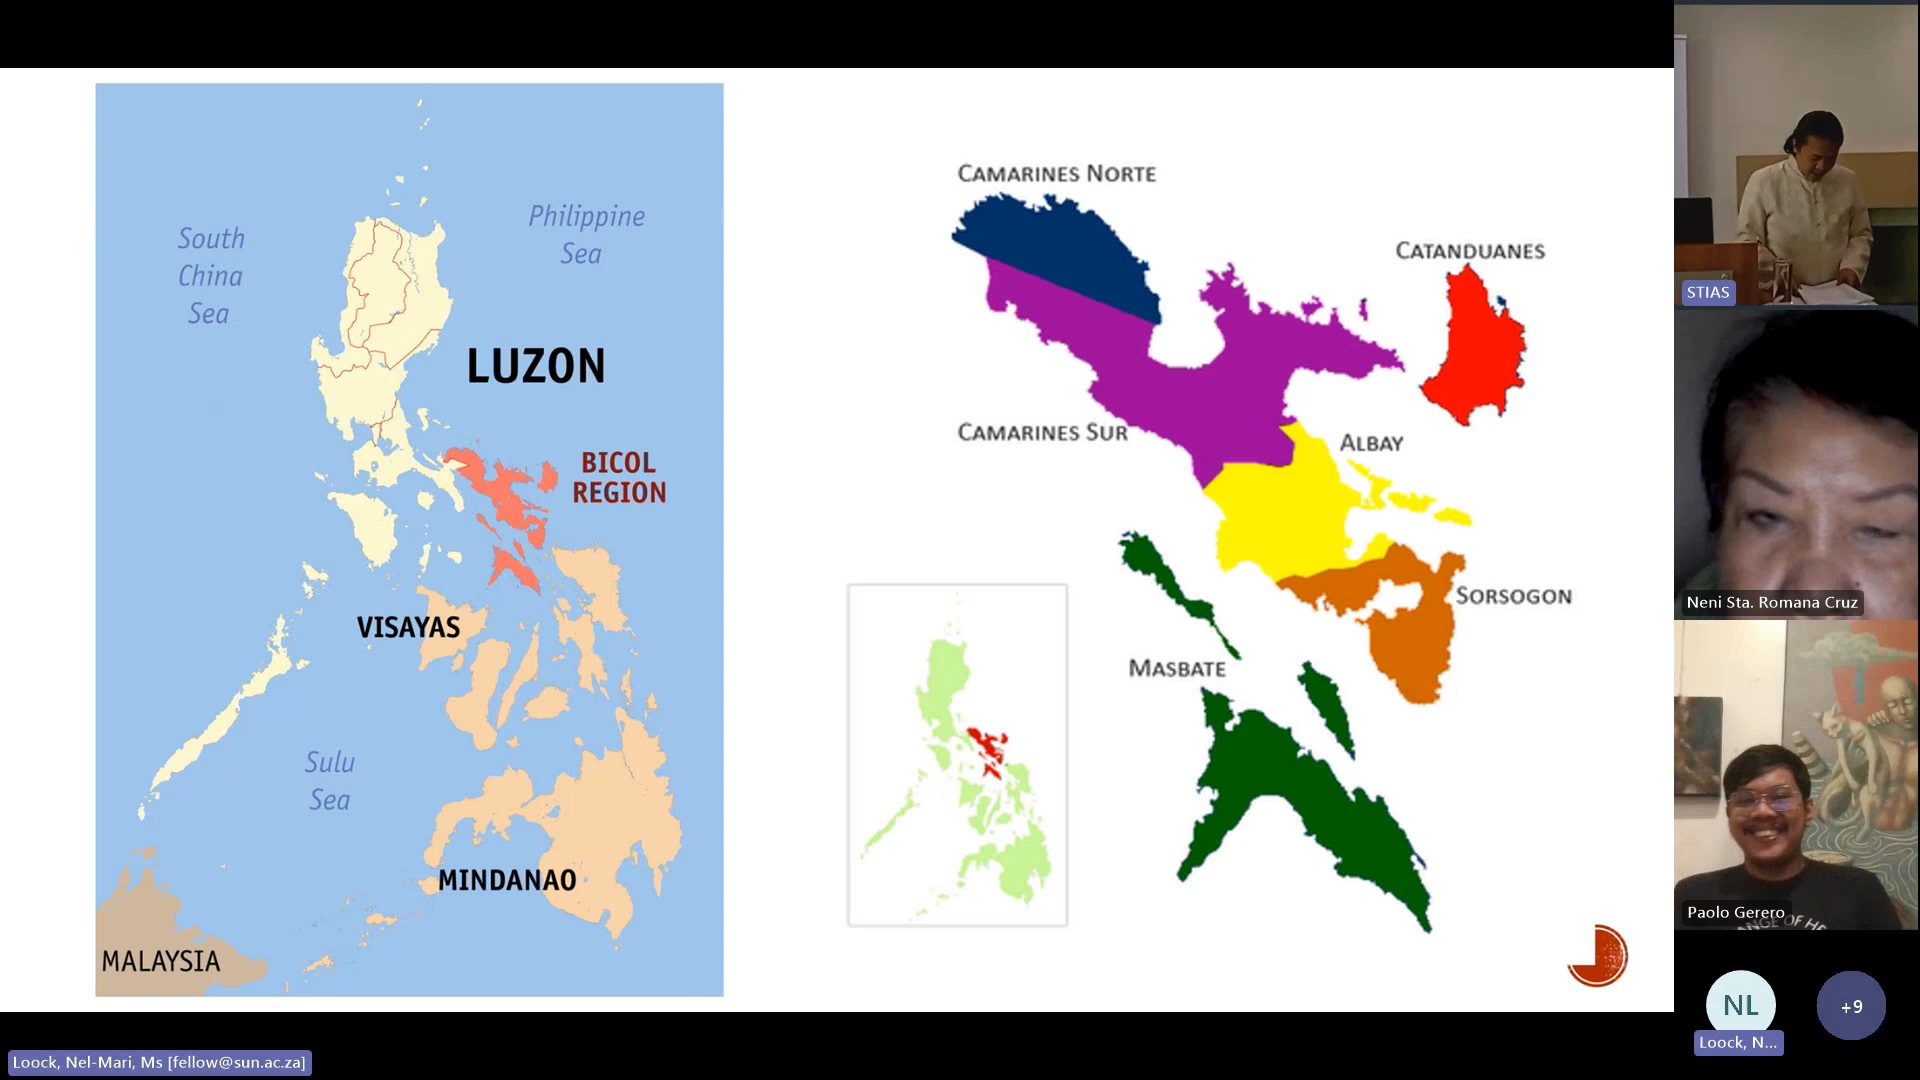 South
China
Sea
Philippine
Sea
LUZON
BICOL
REGION
VISAYAS
Sulu
Sea
MINDANAO
MALAYSIA
CAMARINES NORTE
CATANDUANES
CAMARINES SUR
ALBAY
SORSOGON
MASBATE
STIAS
Neni Sta. Romana Cruz
Paolo Gerero
NL
+9
Loock, N...
Loock, Nel-Mari, Ms [fellow@sun.ac.za]